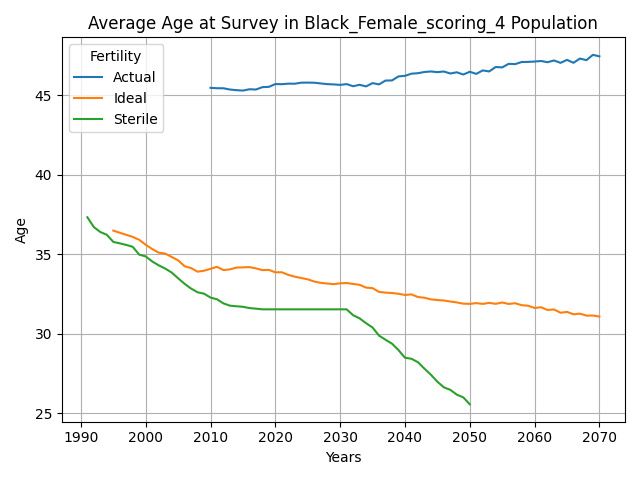 Average Age at Survey in Black_Female_scoring_4 Population
Fertility
Actual
Ideal
Sterile
Age
45
40
35
30
25
1990 2000 2010 2020 2030 2040 2050 2060 2070
Years